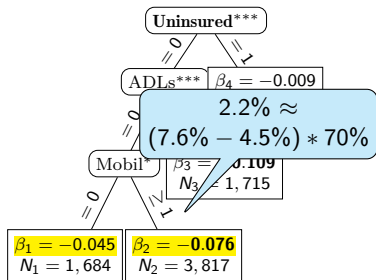 Uninsured***
= 0
= 1
ADLs***
β₄ = −0.009
2.2% ≈
(7.6% − 4.5%) ∗ 70%
Mobil*
N₃ = 1,715
= 0
≥ 1
β₁ = −0.045
N₁ = 1,684
β₂ = −0.076
N₂ = 3,817